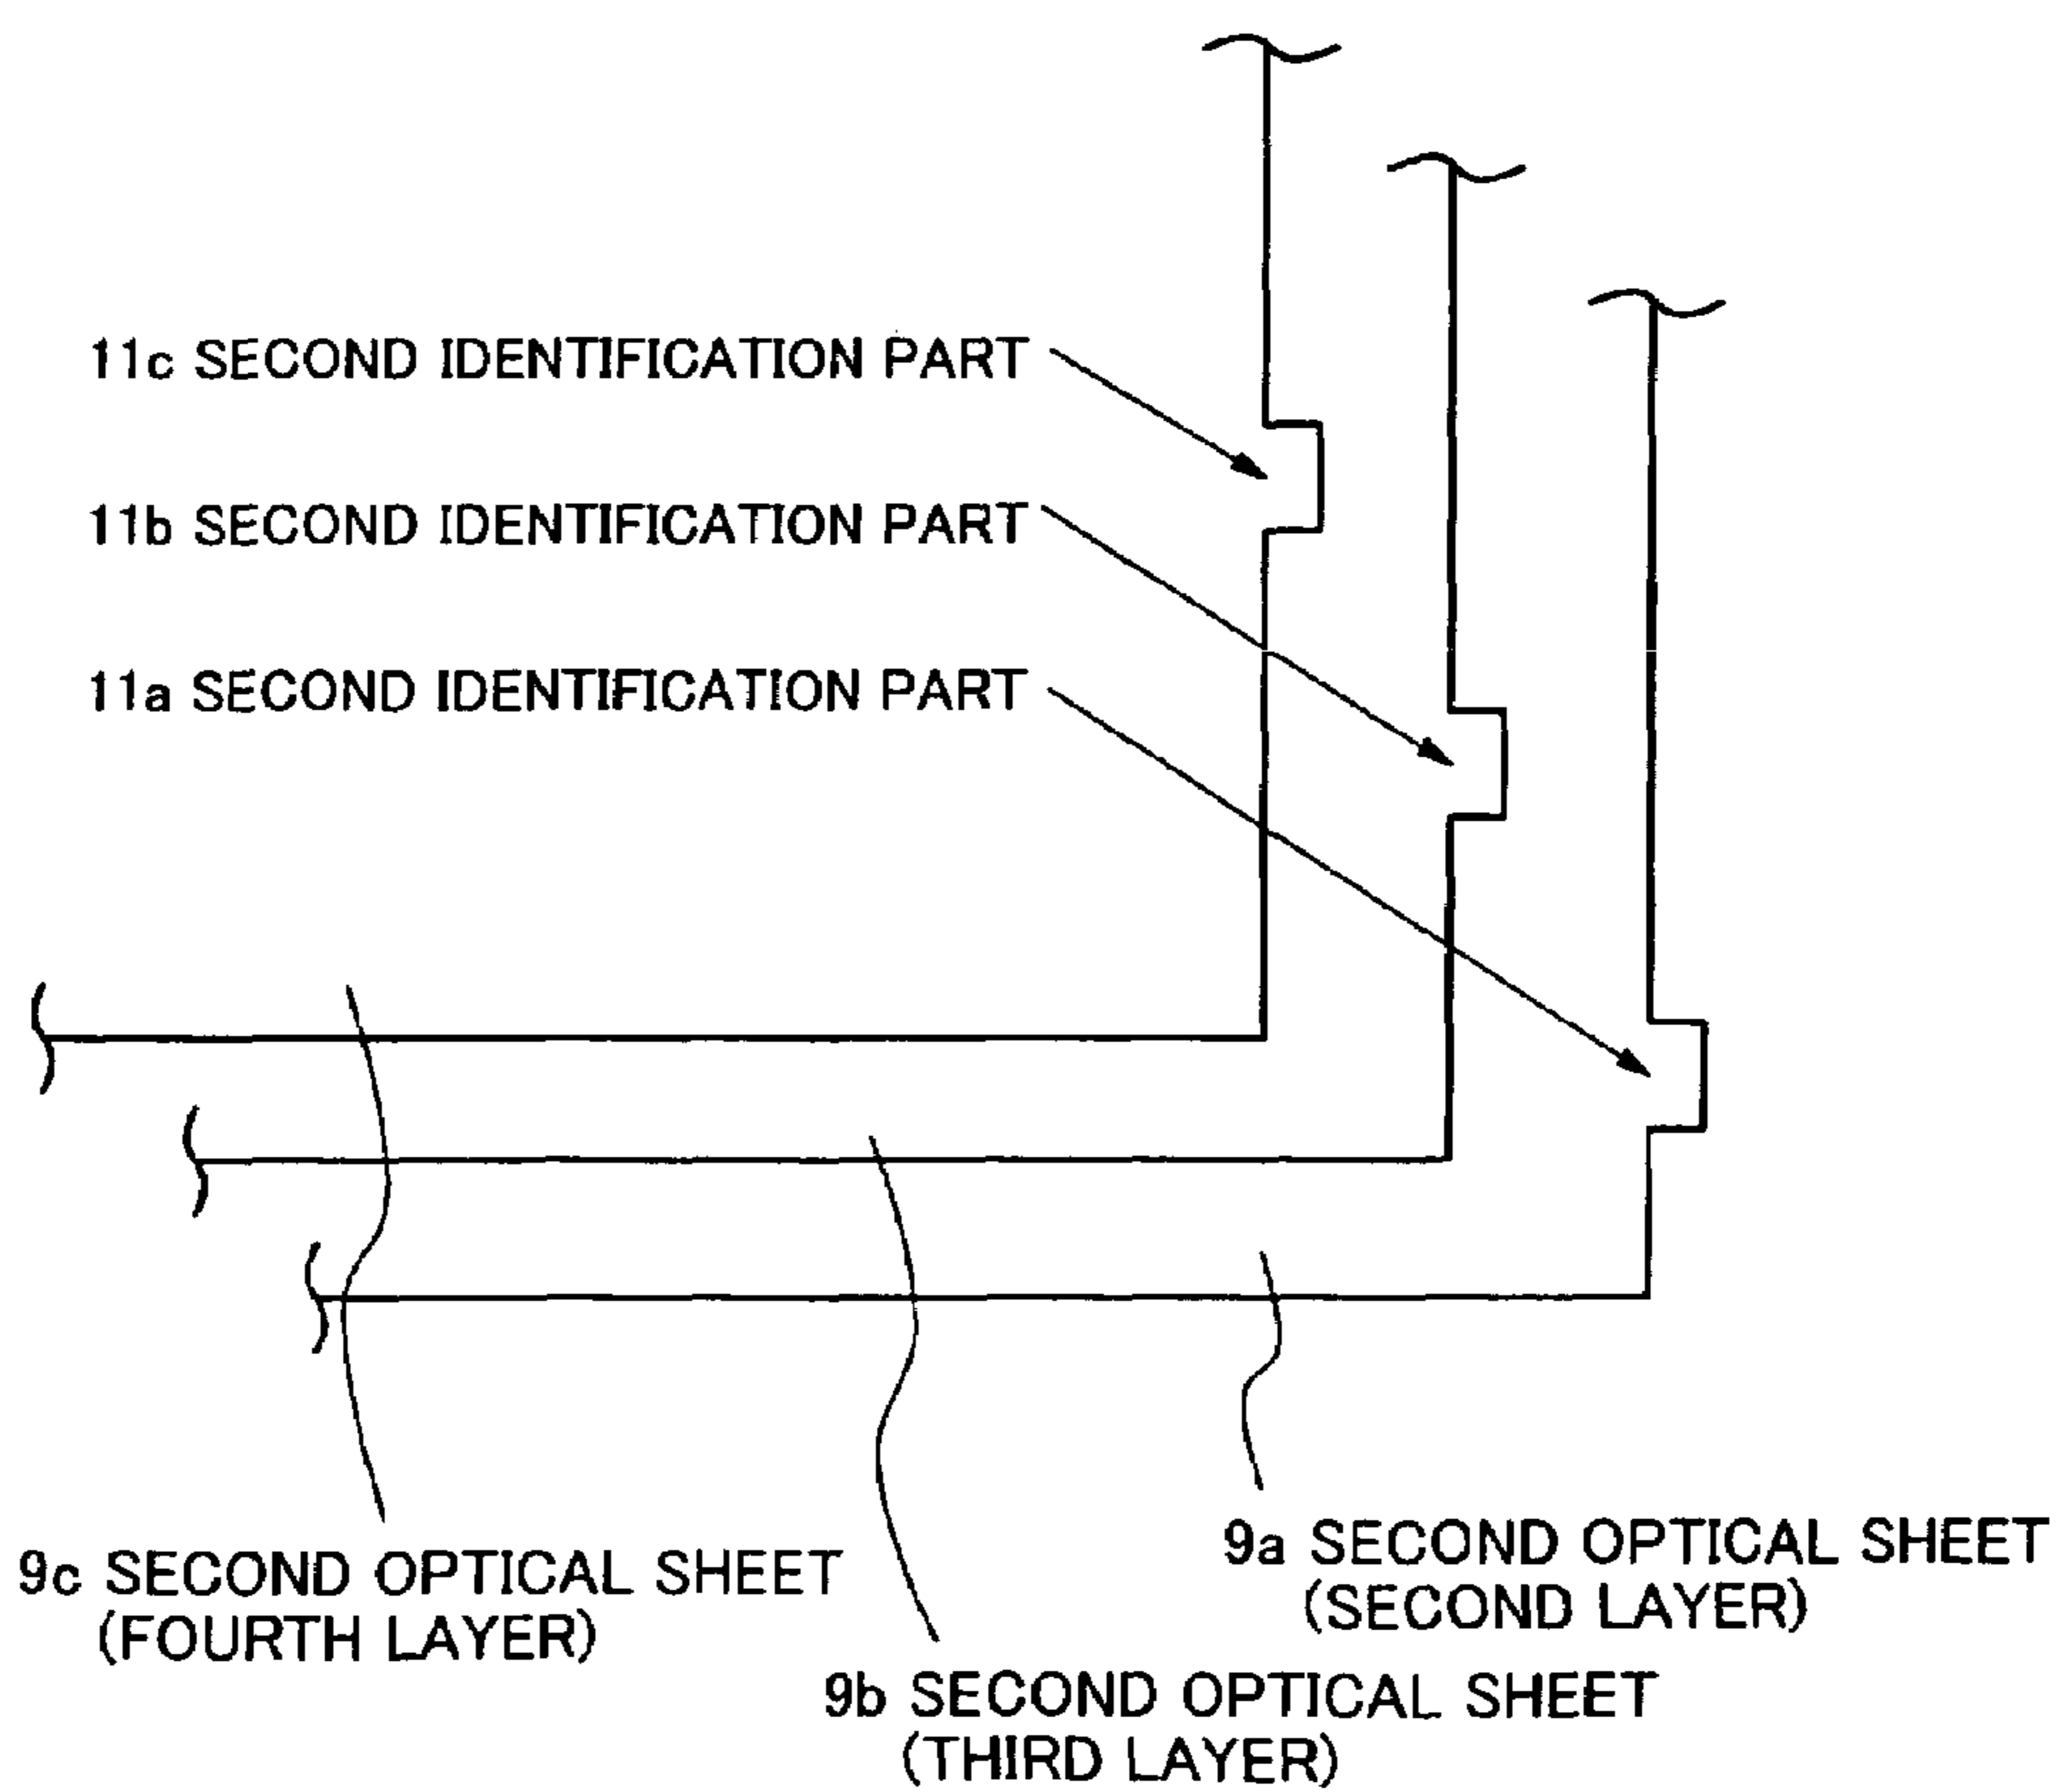 11c SECOND IDENTIFICATION PART
11b SECOND IDENTIFICATION PART
11a SECOND IDENTIFICATION PART
9a SECOND OPTICAL SHEET
(SECOND LAYER)
9c SECOND OPTICAL SHEET
(FOURTH LAYER)
9b SECOND OPTICAL SHEET
(THIRD LAYER)